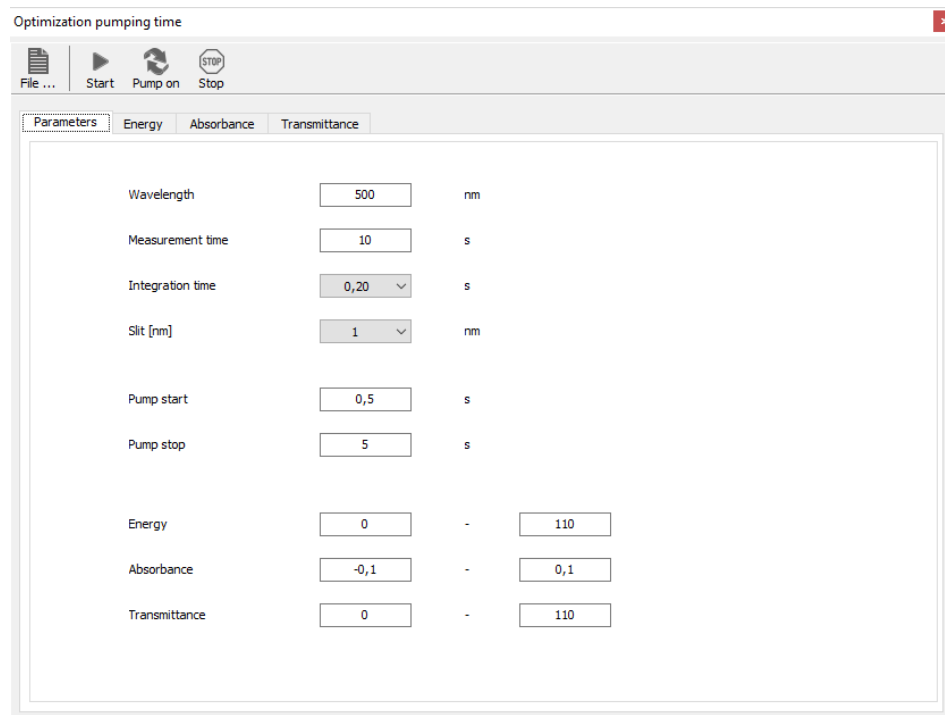 Optimization pumping time
STOP
File ... Start Pump on Stop
Parameters Energy Absorbance Transmittance
Wavelength 500 nm
Measurement time 10 s
Integration time 0,20 s
Slit [nm] 1 nm
Pump start 0,5 s
Pump stop 5 s
Energy 0 - 110
Absorbance -0,1 - 0,1
Transmittance 0 - 110